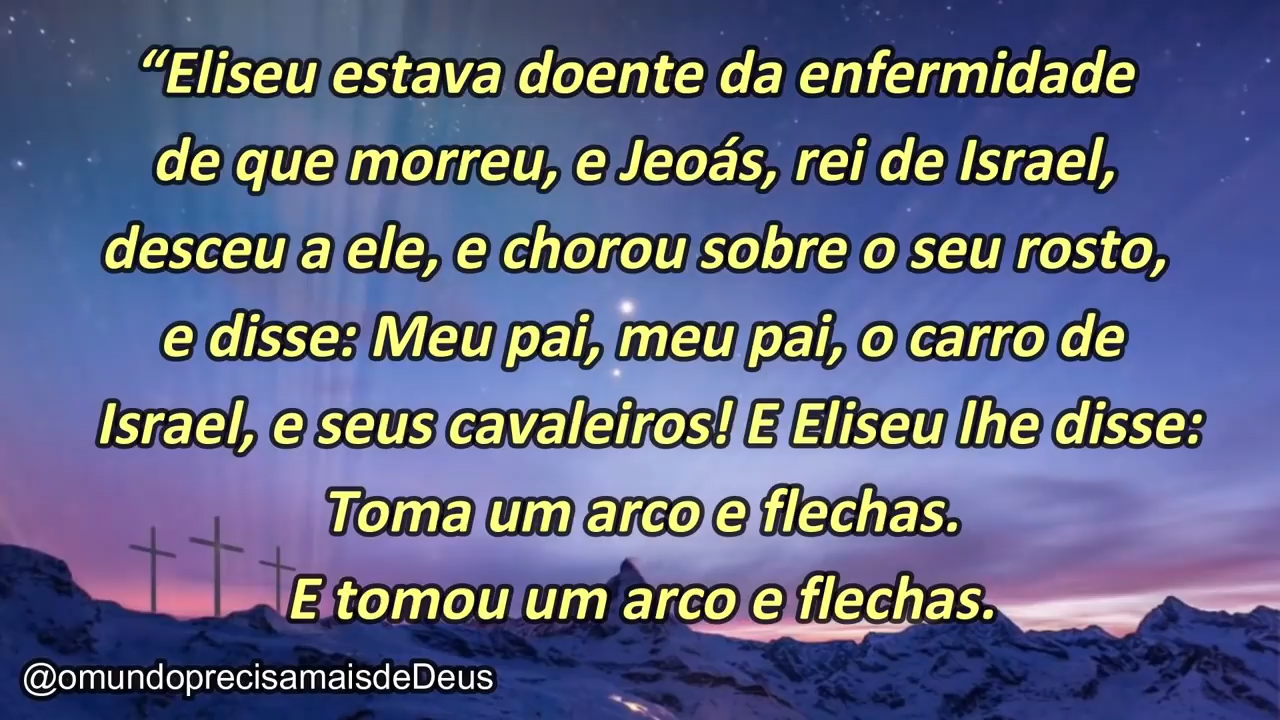 “Eliseu estava doente da enfermidade
de que morreu, e Jeoás, rei de Israel,
desceu a ele, e chorou sobre o seu rosto,
e disse: Meu pai, meu pai, o carro de
Israel, e seus cavaleiros! E Eliseu lhe disse:
Toma um arco e flechas.
E tomou um arco e flechas.
@omundoprecisamaisdeDeus